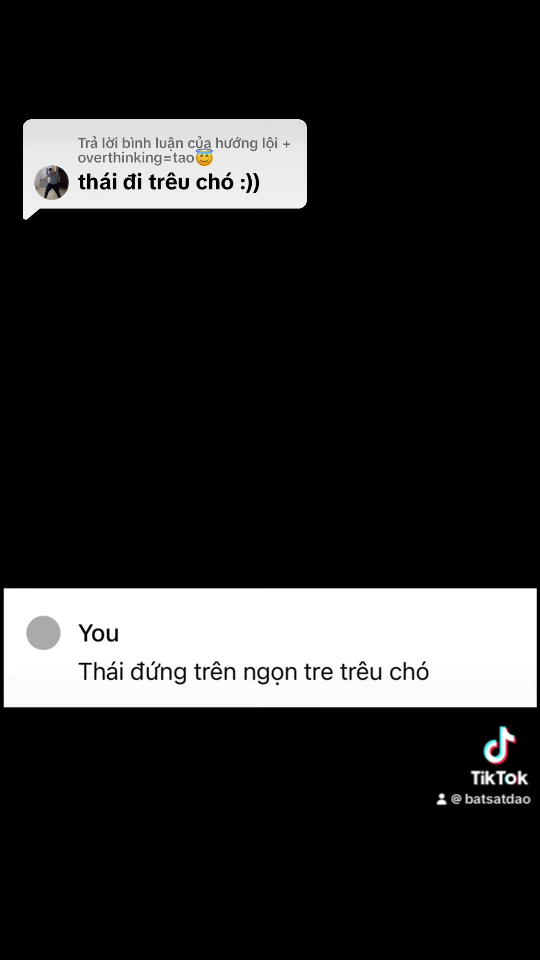 Trả lời bình luận của hướng lội +
overthinking=tao😇
thái đi trêu chó :))
You
Thái đứng trên ngọn tre trêu chó
TikTok
@ batsatdao